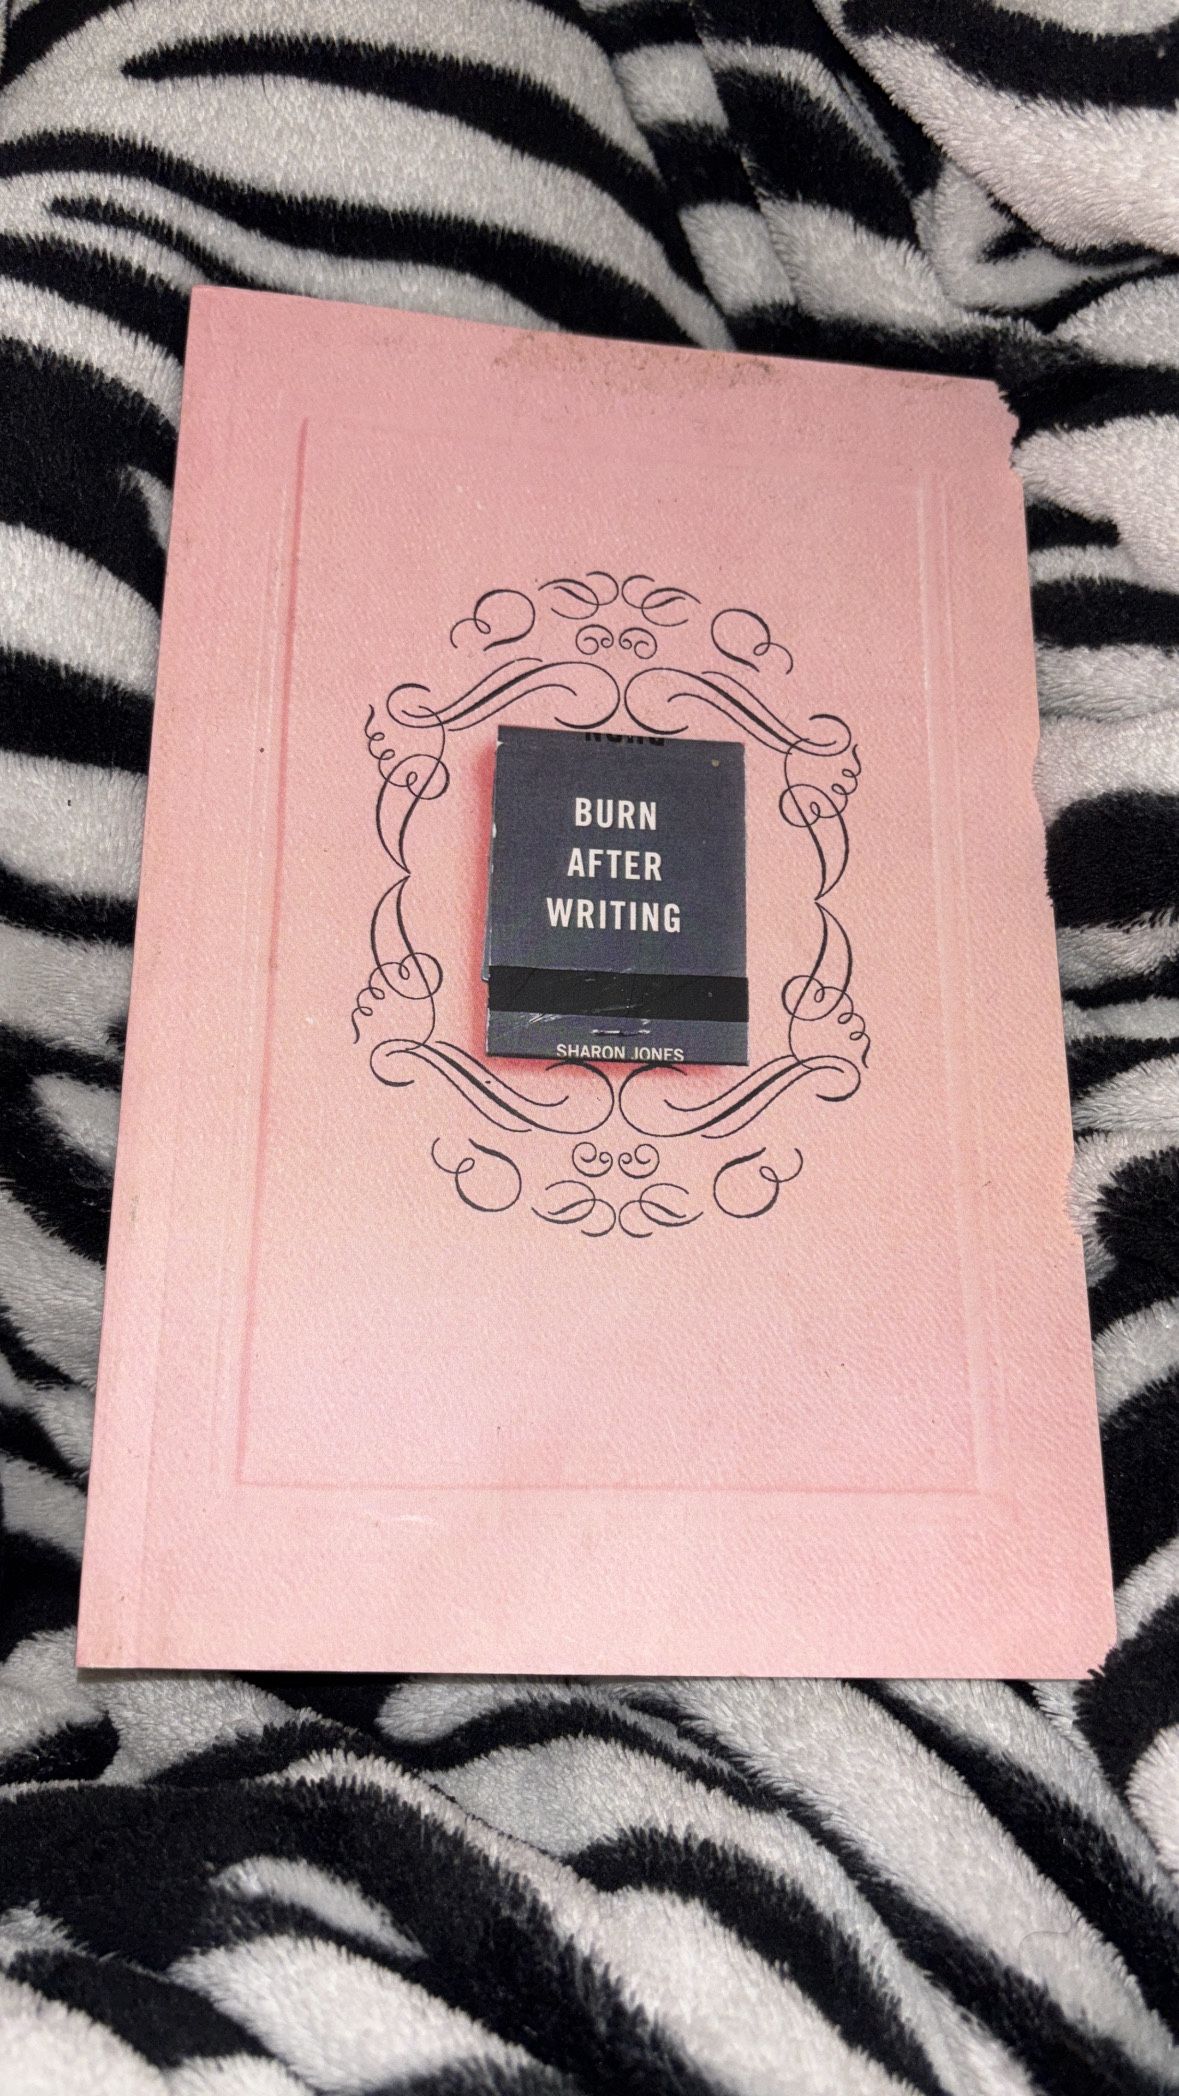 BURN
AFTER
WRITING
SHARON JONES